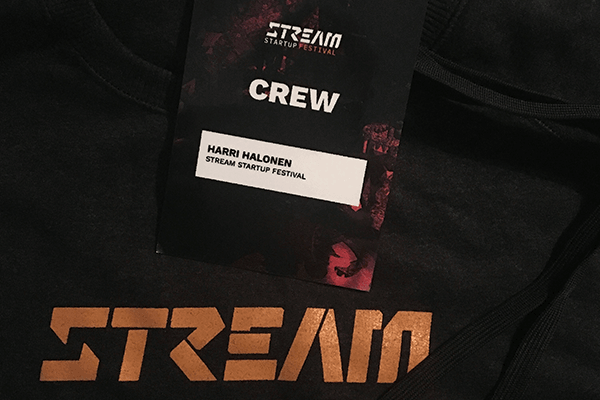 STREAM
STARTUP FESTIVAL
CREW
HARRI HALONEN
STREAM STARTUP FESTIVAL
STREAM